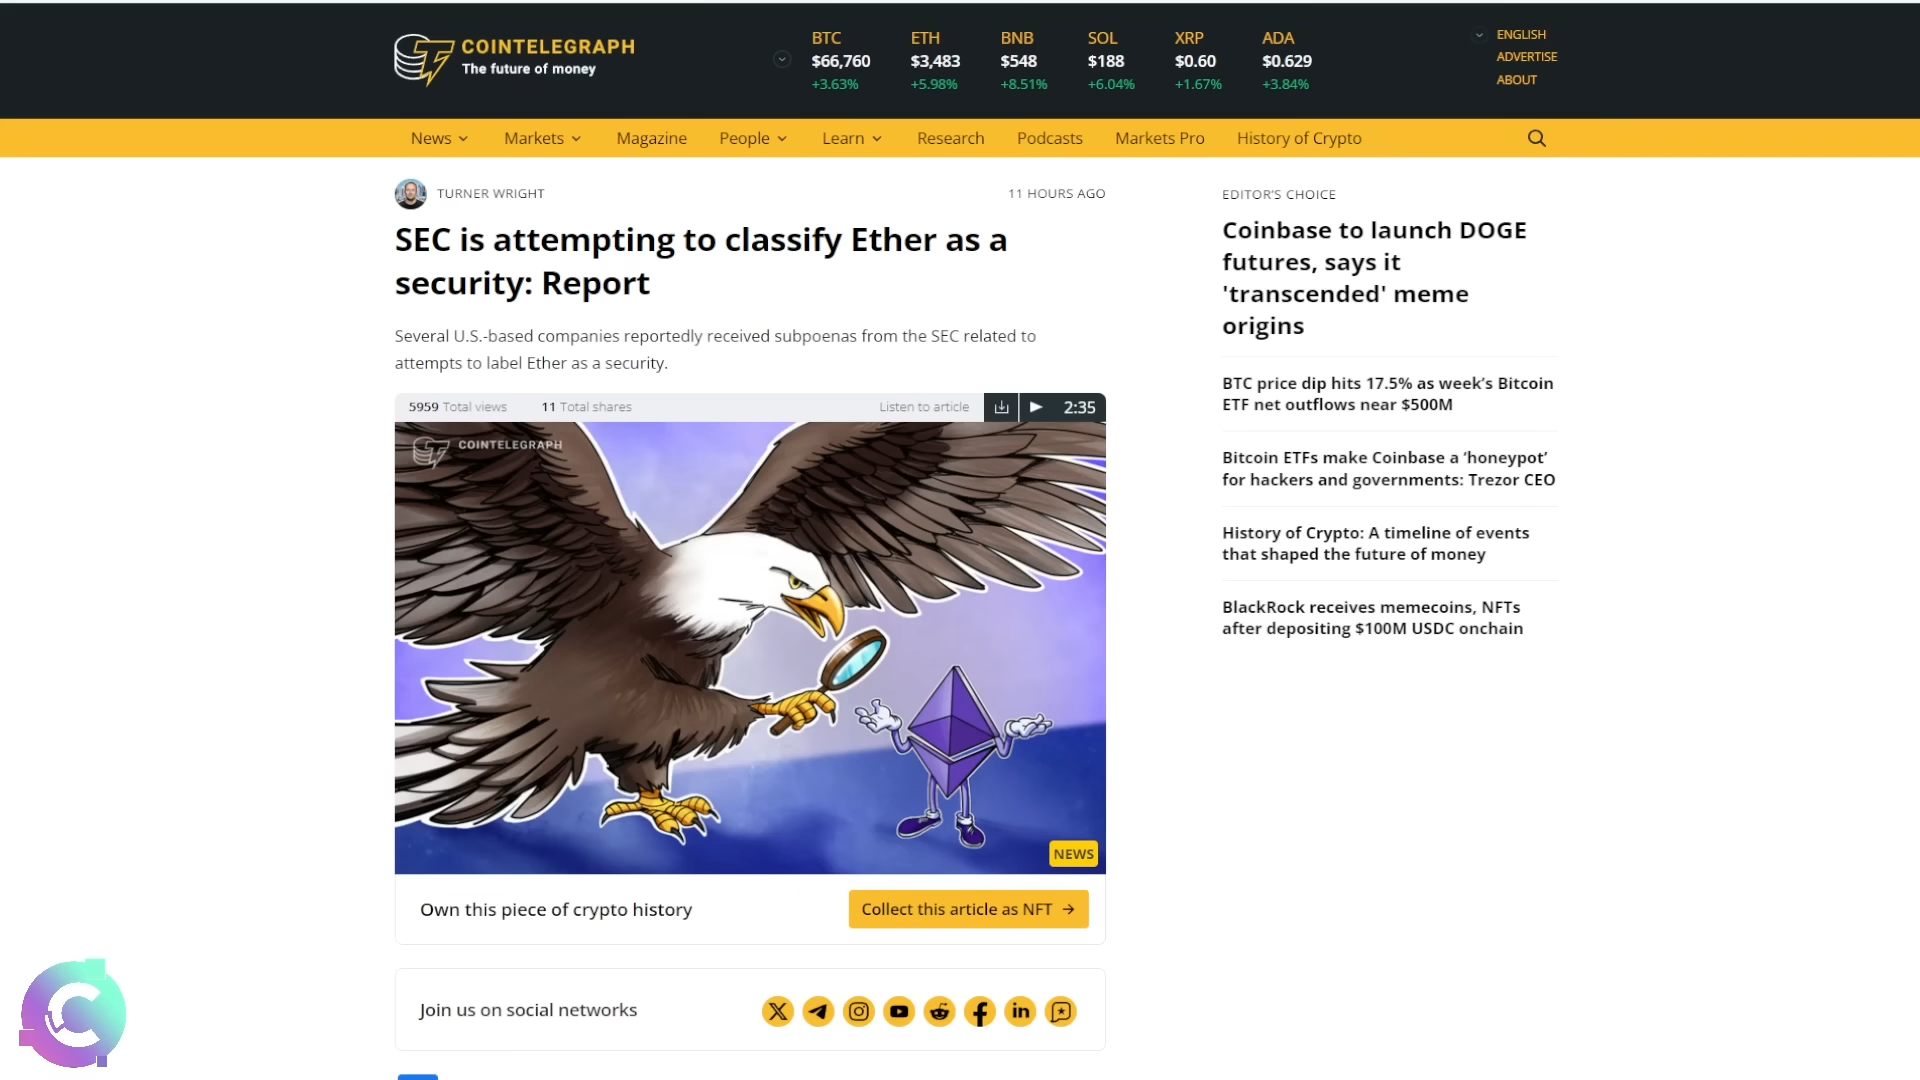 COINTELEGRAPH
The future of money
BTC
$66,760
+3.63%
ETH
$3,483
+5.98%
BNB
$548
+8.51%
SOL
$188
+6.04%
XRP
$0.60
+1.67%
ADA
$0.629
+3.84%
ENGLISH
ADVERTISE
ABOUT
News Markets Magazine People Learn Research Podcasts Markets Pro History of Crypto
TURNER WRIGHT
11 HOURS AGO
SEC is attempting to classify Ether as a
security: Report
Several U.S.-based companies reportedly received subpoenas from the SEC related to
attempts to label Ether as a security.
5959 Total views 11 Total shares Listen to article 2:35
COINTELEGRAPH
NEWS
Own this piece of crypto history
Collect this article as NFT →
Join us on social networks
EDITOR'S CHOICE
Coinbase to launch DOGE
futures, says it
'transcended' meme
origins
BTC price dip hits 17.5% as week’s Bitcoin
ETF net outflows near $500M
Bitcoin ETFs make Coinbase a ‘honeypot’
for hackers and governments: Trezor CEO
History of Crypto: A timeline of events
that shaped the future of money
BlackRock receives memecoins, NFTs
after depositing $100M USDC onchain